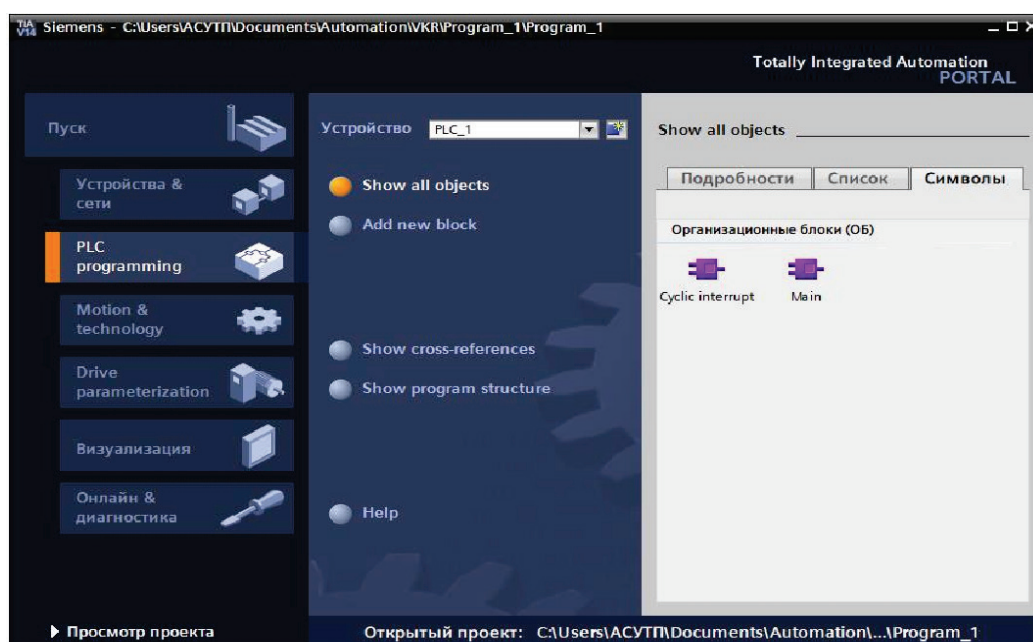 TIA V14 Siemens - C:\Users\АСУТП\Documents\Automation\VKR\Program_1\Program_1
Totally Integrated Automation
PORTAL
Пуск
Устройства &
сети
PLC
programming
Motion &
technology
Drive
parameterization
Визуализация
Онлайн &
диагностика
Просмотр проекта
Устройство PLC_1
Show all objects
Add new block
Show cross-references
Show program structure
Help
Show all objects
Подробности Список Символы
Организационные блоки (ОБ)
Cyclic interrupt Main
Открытый проект: C:\Users\АСУТП\Documents\Automation\...\Program_1